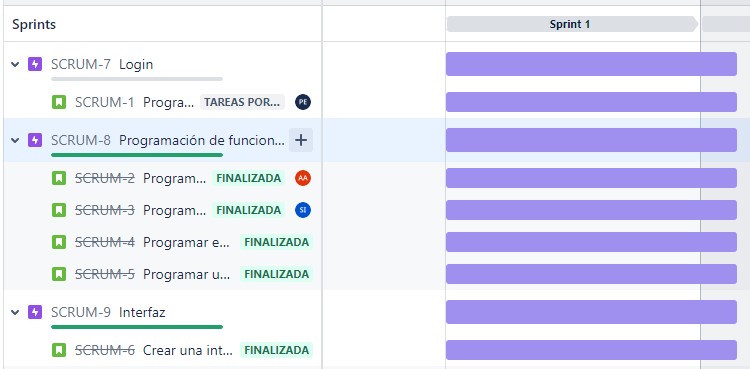 Sprints Sprint 1
SCRUM-7 Login
SCRUM-1 Progra... TAREAS POR... PE
SCRUM-8 Programación de funcion... +
SCRUM-2 Program... FINALIZADA AA
SCRUM-3 Program... FINALIZADA SI
SCRUM-4 Programar e... FINALIZADA
SCRUM-5 Programar u... FINALIZADA
SCRUM-9 Interfaz
SCRUM-6 Crear una int... FINALIZADA